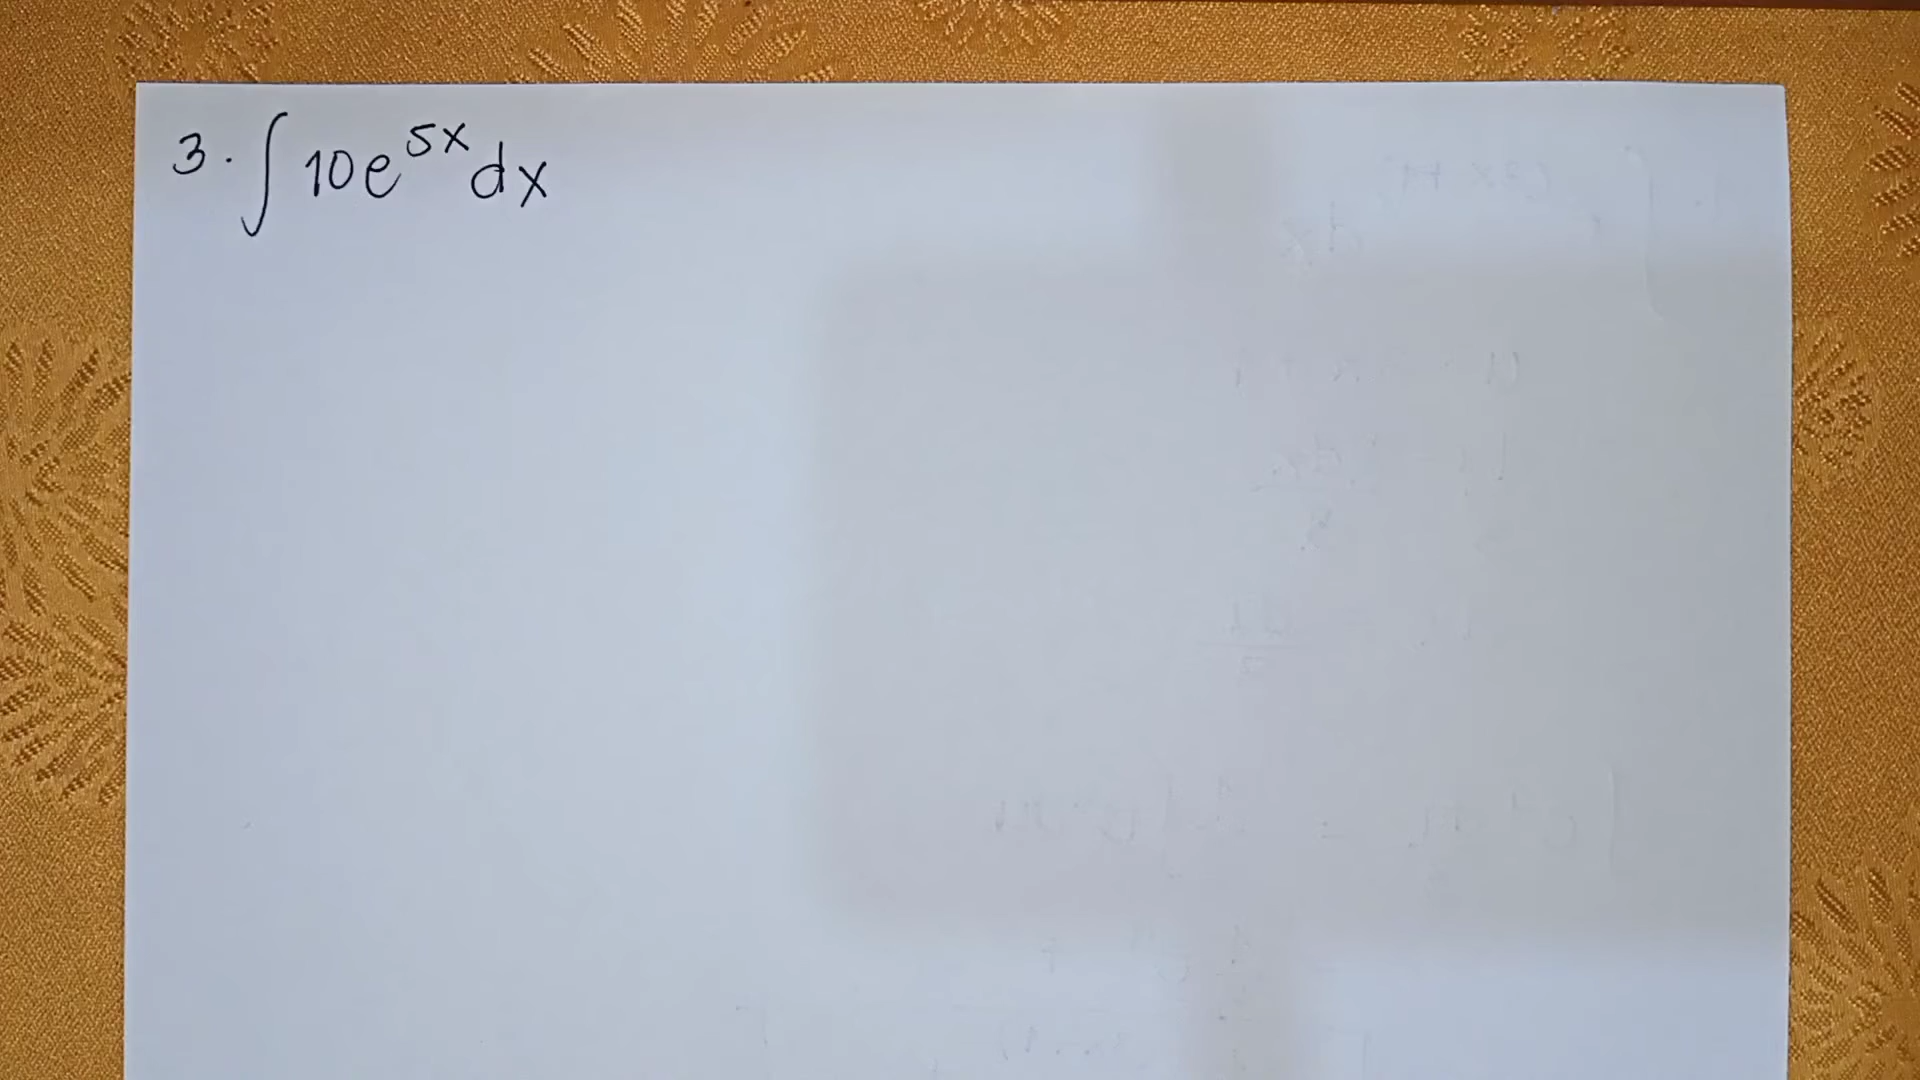 3. ∫ 10e^{5x} dx